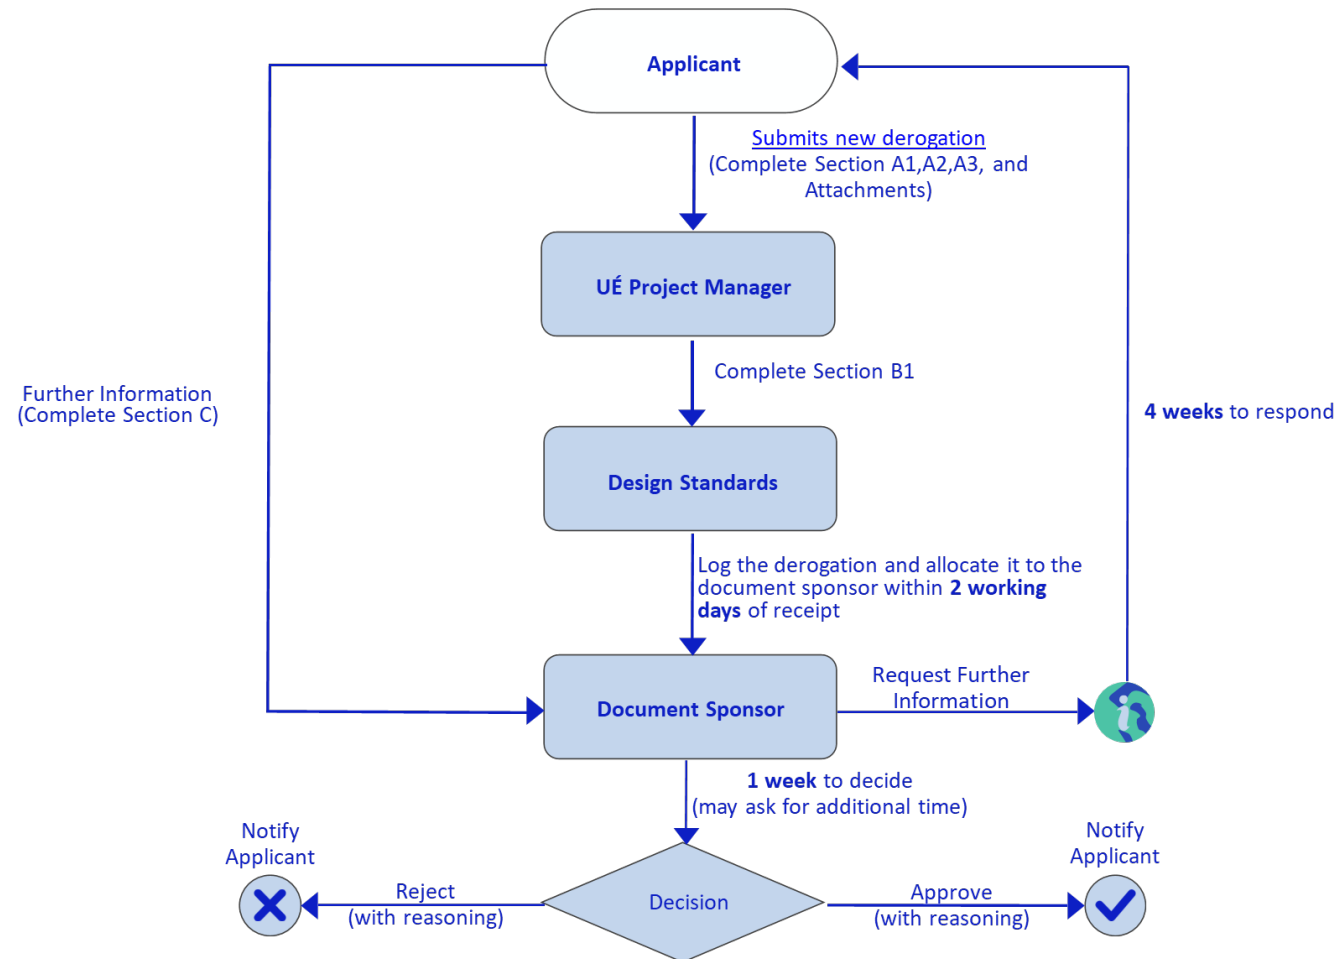 Applicant
Submits new derogation
(Complete Section A1,A2,A3, and
Attachments)
UÉ Project Manager
Complete Section B1
Further Information
(Complete Section C)
4 weeks to respond
Design Standards
Log the derogation and allocate it to the
document sponsor within 2 working
days of receipt
Document Sponsor
Request Further
Information
1 week to decide
(may ask for additional time)
Notify
Applicant
Reject
(with reasoning)
Decision
Approve
(with reasoning)
Notify
Applicant